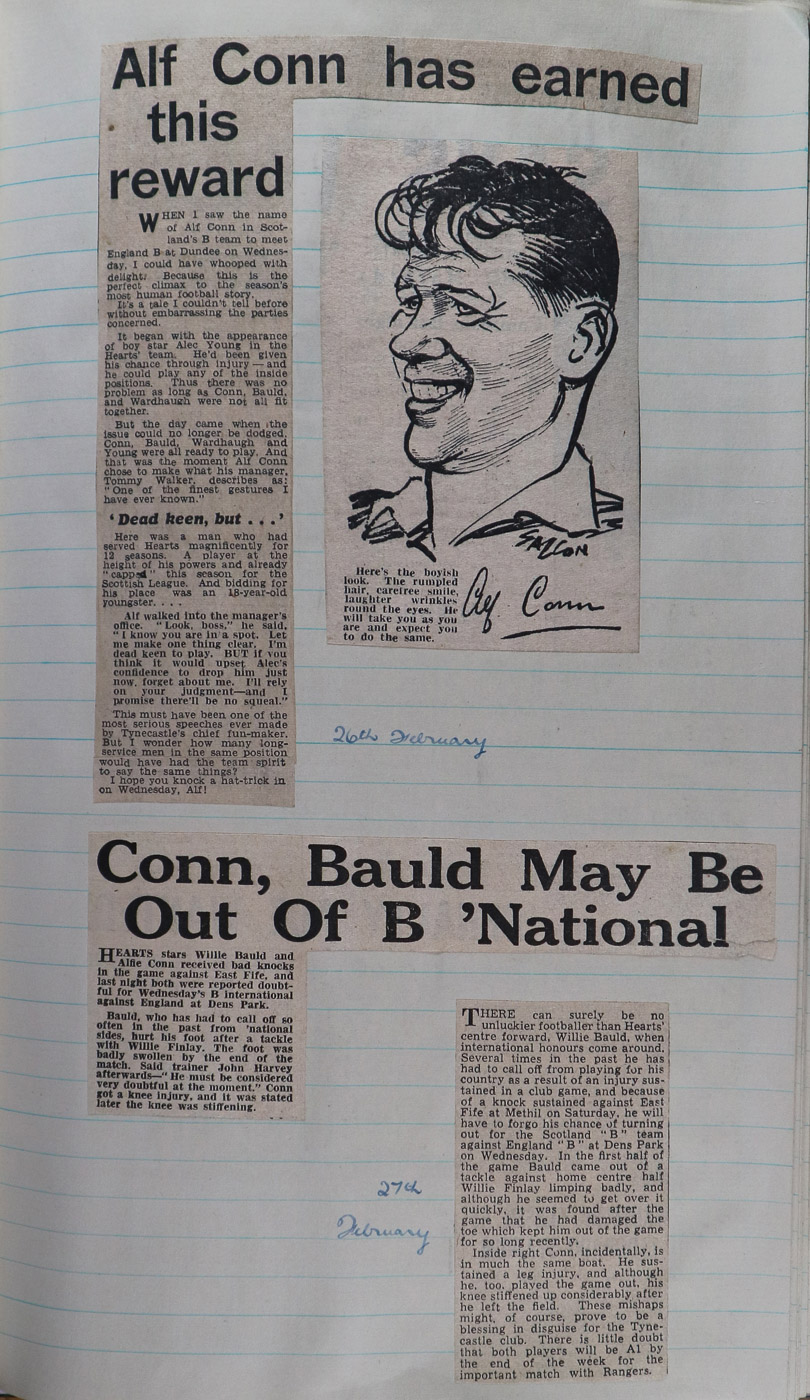 Alf Conn has earned
this
reward
WHEN I saw the name
of Alf Conn in Scot-
land's B team to meet
England B at Dundee on Wednes-
day, I could have whooped with
delight. Because this is the
perfect climax to the season's
most human football story.
It's a tale I couldn't tell before
without embarrassing the parties
concerned.
It began with the appearance
of boy star Alec Young in the
Hearts' team. He'd been given
his chance through injury—and
he could play any of the inside
positions. Thus there was no
problem as long as Conn, Bauld,
and Wardhaugh were not all fit
together.
But the day came when the
issue could no longer be dodged.
Conn, Bauld, Wardhaugh and
Young were all ready to play. And
that was the moment Alf Conn
chose to make what his manager,
Tommy Walker, describes as:
"One of the finest gestures I
have ever known."
'Dead keen, but . . .'
Here was a man who had
served Hearts magnificently for
12 seasons. A player at the
height of his powers and already
"capped" this season for the
Scottish League. And bidding for
his place was an 18-year-old
youngster. . . .
Alf walked into the manager's
office. "Look, boss," he said,
"I know you are in a spot. Let
me make one thing clear. I'm
dead keen to play. BUT if you
think it would upset Alec's
confidence to drop him just
now, forget about me. I'll rely
on your judgment—and I
promise there'll be no squeal."
This must have been one of the
most serious speeches ever made
by Tynecastle's chief fun-maker.
But I wonder how many long-
service men in the same position
would have had the team spirit
to say the same things?
I hope you knock a hat-trick in
on Wednesday, Alf!
Here's the boyish
look. The rumpled
hair, carefree smile,
laughter wrinkles
round the eyes. He
will take you as you
are and expect you
to do the same.
Alf Conn
26th February
Conn, Bauld May Be
Out Of B 'National
HEARTS stars Willie Bauld and
Alfie Conn received bad knocks
in the game against East Fife, and
last night both were reported doubt-
ful for Wednesday's B international
against England at Dens Park.
Bauld, who has had to call off so
often in the past from 'national
sides, hurt his foot after a tackle
with Willie Finlay. The foot was
badly swollen by the end of the
match. Said trainer John Harvey
afterwards—"He must be considered
very doubtful at the moment." Conn
got a knee injury, and it was stated
later the knee was stiffening.
27th
February
THERE can surely be no
unluckier footballer than Hearts'
centre forward, Willie Bauld, when
international honours come around.
Several times in the past he has
had to call off from playing for his
country as a result of an injury sus-
tained in a club game, and because
of a knock sustained against East
Fife at Methil on Saturday, he will
have to forgo his chance of turning
out for the Scotland "B" team
against England "B" at Dens Park
on Wednesday. In the first half of
the game Bauld came out of a
tackle against home centre half
Willie Finlay limping badly, and
although he seemed to get over it
quickly, it was found after the
game that he had damaged the
toe which kept him out of the game
for so long recently.
Inside right Conn, incidentally, is
in much the same boat. He sus-
tained a leg injury, and although
he, too, played the game out, his
knee stiffened up considerably after
he left the field. These mishaps
might, of course, prove to be a
blessing in disguise for the Tyne-
castle club. There is little doubt
that both players will be A1 by
the end of the week for the
important match with Rangers.